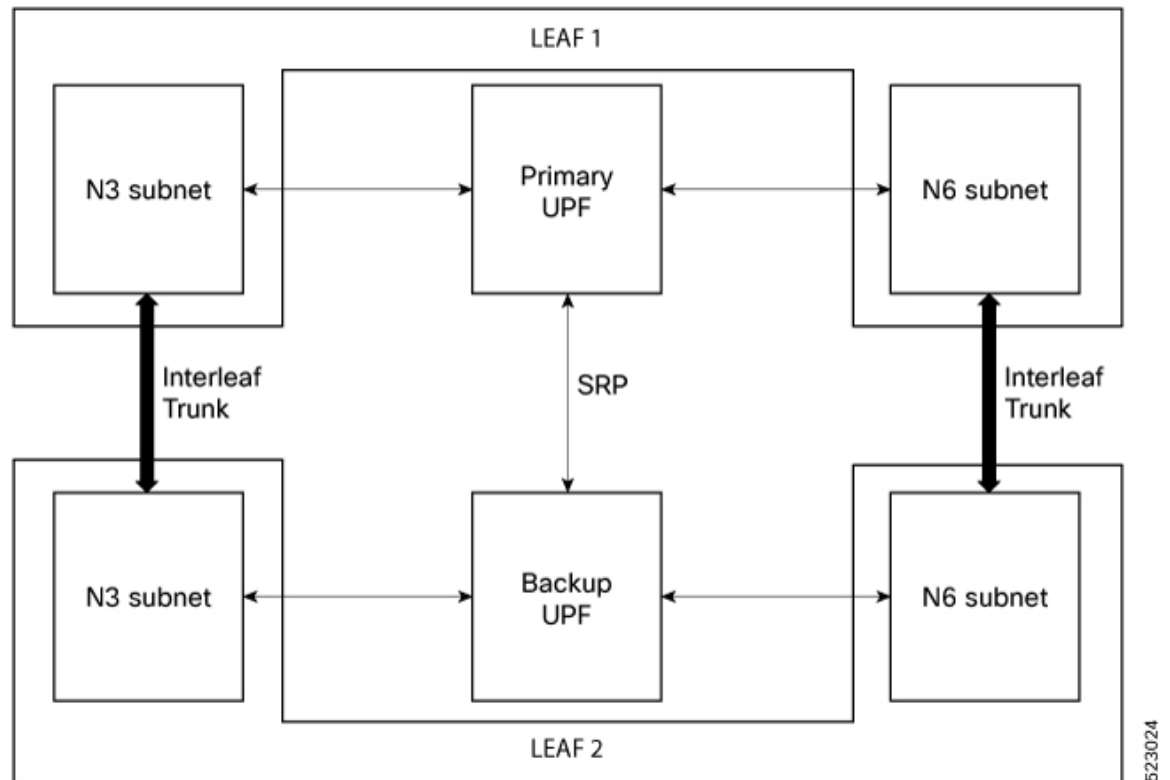 LEAF 1
N3 subnet
Primary
UPF
N6 subnet
Interleaf
Trunk
SRP
Interleaf
Trunk
N3 subnet
Backup
UPF
N6 subnet
LEAF 2
523024